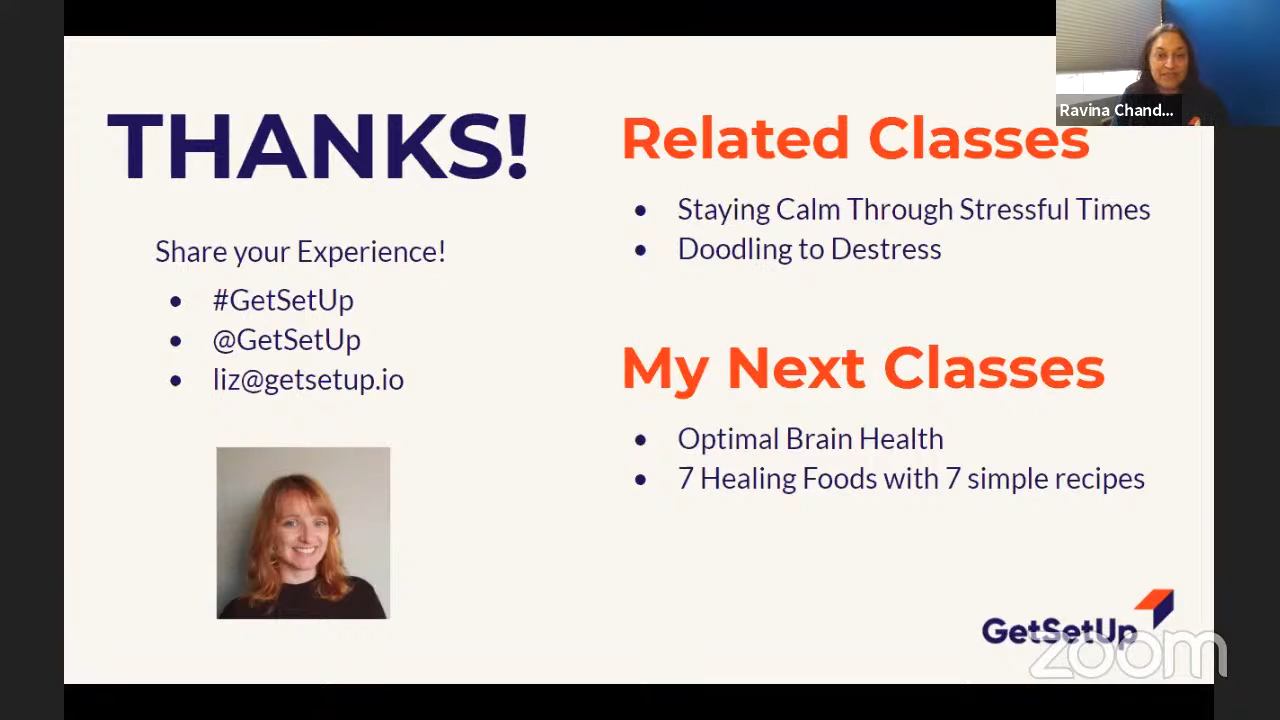 THANKS!
Share your Experience!
#GetSetUp
@GetSetUp
liz@getsetup.io
Related Classes
Staying Calm Through Stressful Times
Doodling to Destress
My Next Classes
Optimal Brain Health
7 Healing Foods with 7 simple recipes
Ravina Chand...
GetSetUp
zoom